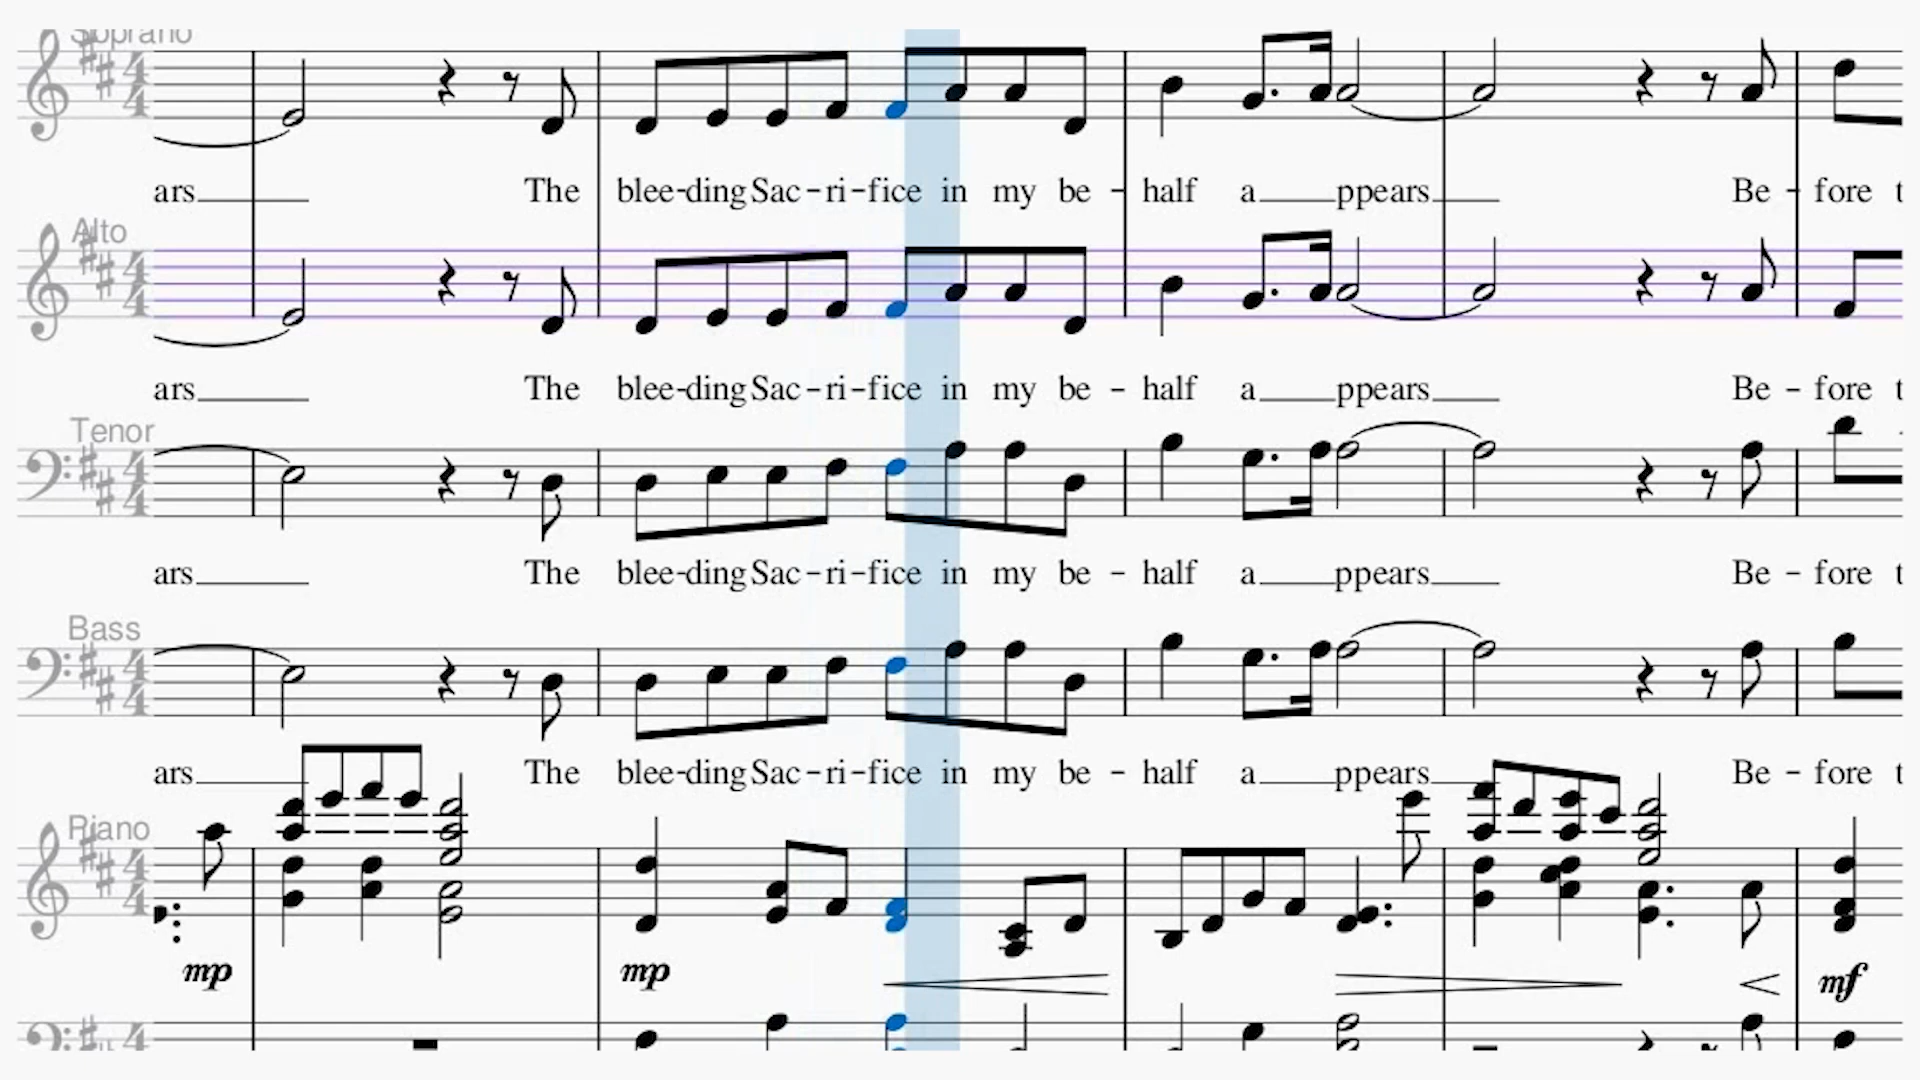 Soprano
ars The blee-ding Sac-ri-fice in my be-half a ppears Be-fore t
Alto
ars The blee-ding Sac-ri-fice in my be-half a ppears Be-fore t
Tenor
ars The blee-ding Sac-ri-fice in my be-half a ppears Be-fore t
Bass
ars The blee-ding Sac-ri-fice in my be-half a ppears Be-fore t
Piano
mp mp mf